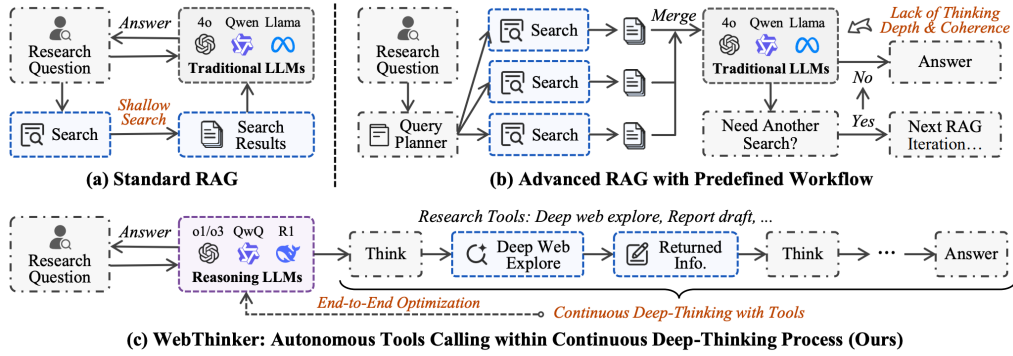 Answer
Research
Question
4o Qwen Llama
Traditional LLMs
Shallow
Search
Search
Search
Results
(a) Standard RAG
Research
Question
Query
Planner
Search
Search
Search
Merge
4o Qwen Llama
Traditional LLMs
Lack of Thinking
Depth & Coherence
Answer
No
Need Another
Search?
Yes
Next RAG
Iteration...
(b) Advanced RAG with Predefined Workflow
Research
Question
Answer
o1/o3 QwQ R1
Reasoning LLMs
Research Tools: Deep web explore, Report draft, ...
Think
Deep Web
Explore
Returned
Info.
Think
...
Answer
End-to-End Optimization
Continuous Deep-Thinking with Tools
(c) WebThinker: Autonomous Tools Calling within Continuous Deep-Thinking Process (Ours)